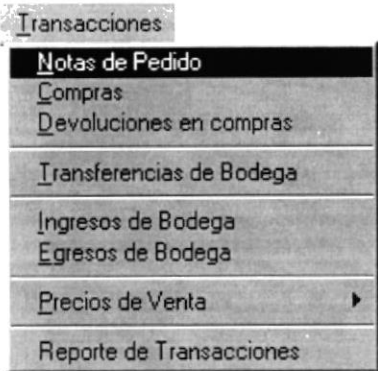 Transacciones
Notas de Pedido
Compras
Devoluciones en compras
Transferencias de Bodega
Ingresos de Bodega
Egresos de Bodega
Precios de Venta
Reporte de Transacciones